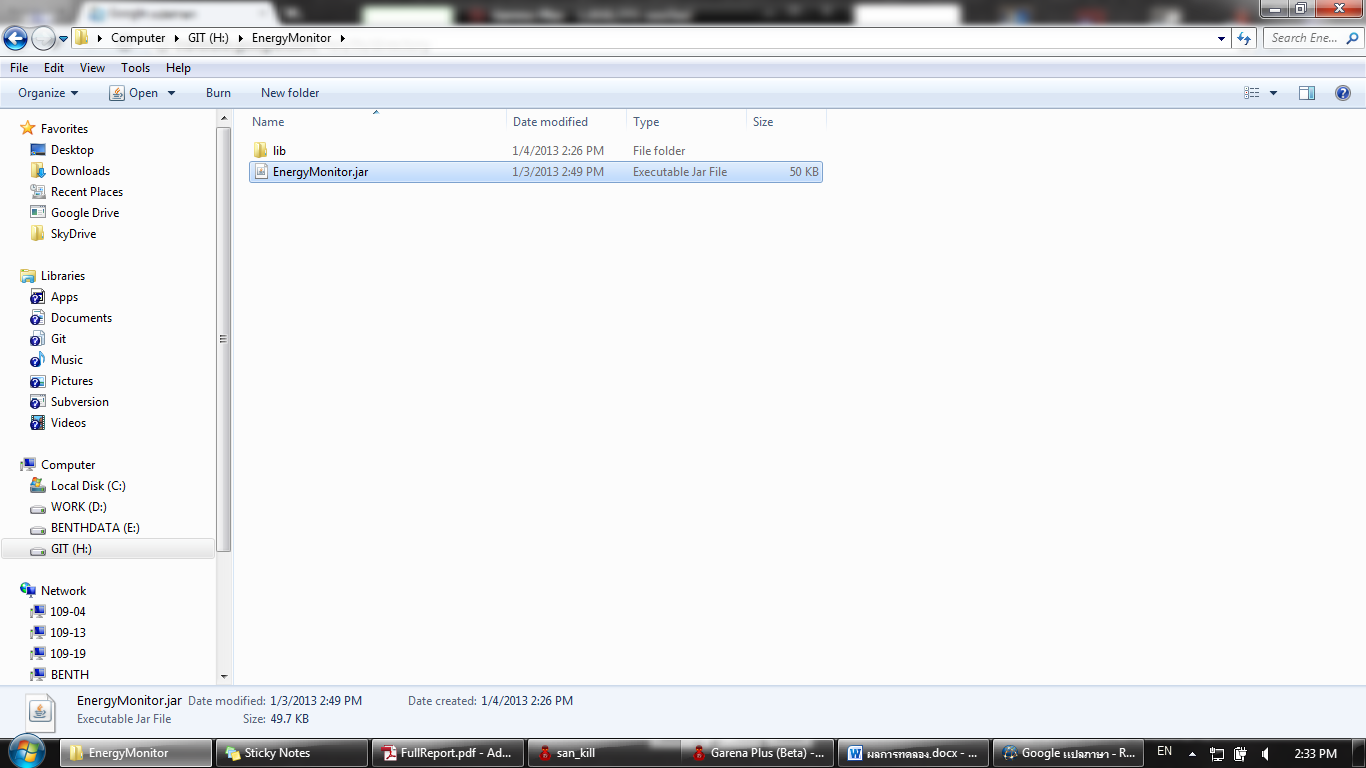 Computer GIT (H:) EnergyMonitor Search Ene...
File Edit View Tools Help
Organize Open Burn New folder
Name Date modified Type Size
lib 1/4/2013 2:26 PM File folder
EnergyMonitor.jar 1/3/2013 2:49 PM Executable Jar File 50 KB
Favorites
Desktop
Downloads
Recent Places
Google Drive
SkyDrive
Libraries
Apps
Documents
Git
Music
Pictures
Subversion
Videos
Computer
Local Disk (C:)
WORK (D:)
BENTHDATA (E:)
GIT (H:)
Network
109-04
109-13
109-19
BENTH
EnergyMonitor.jar Date modified: 1/3/2013 2:49 PM Date created: 1/4/2013 2:26 PM
Executable Jar File Size: 49.7 KB
EnergyMonitor Sticky Notes FullReport.pdf - Ad... san_kill Garena Plus (Beta) -... ผลการทดลอง.docx - ... Google แปลภาษา - R... EN 2:33 PM